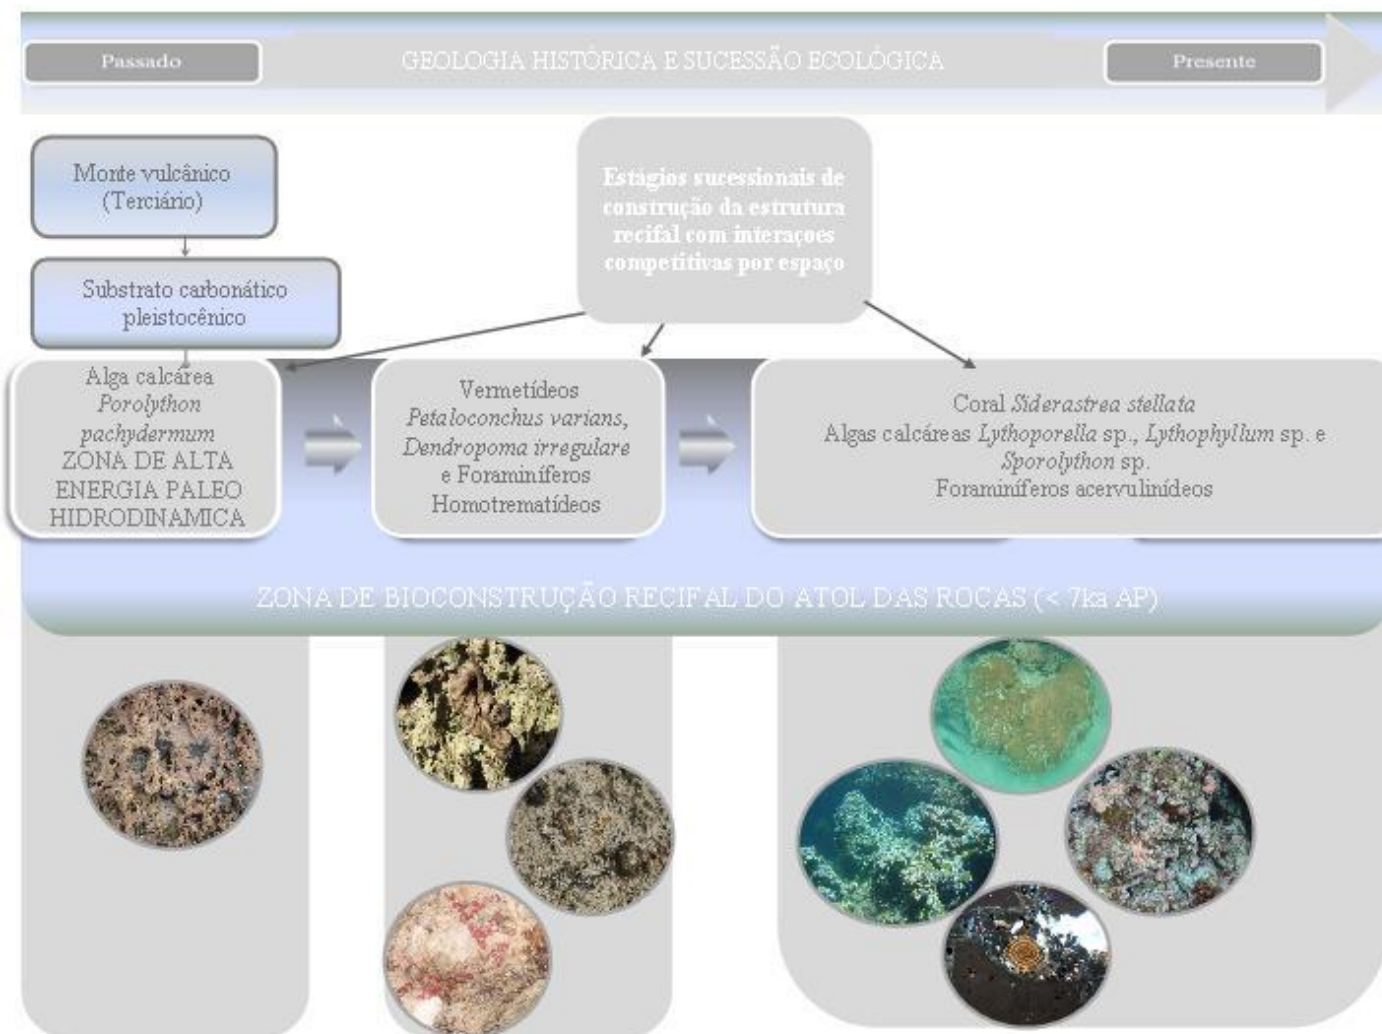 Passado
GEOLOGIA HISTÓRICA E SUCESSÃO ECOLÓGICA
Presente
Monte vulcânico
(Terciário)
Substrato carbonático
pleistocênico
Estágios sucessionais de
construção da estrutura
recifal com interaçoes
competitivas por espaço
Alga calcárea
Porolython
pachydermum
ZONA DE ALTA
ENERGIA PALEO
HIDRODINAMICA
Vermetídeos
Petaloconchus varians,
Dendropoma irregulare
e Foraminíferos
Homotrematídeos
Coral Siderastrea stellata
Algas calcáreas Lythoporella sp., Lythophyllum sp. e
Sporolython sp.
Foraminíferos acervulinídeos
ZONA DE BIOCONSTRUÇÃO RECIFAL DO ATOL DAS ROCAS (< 7ka AP)